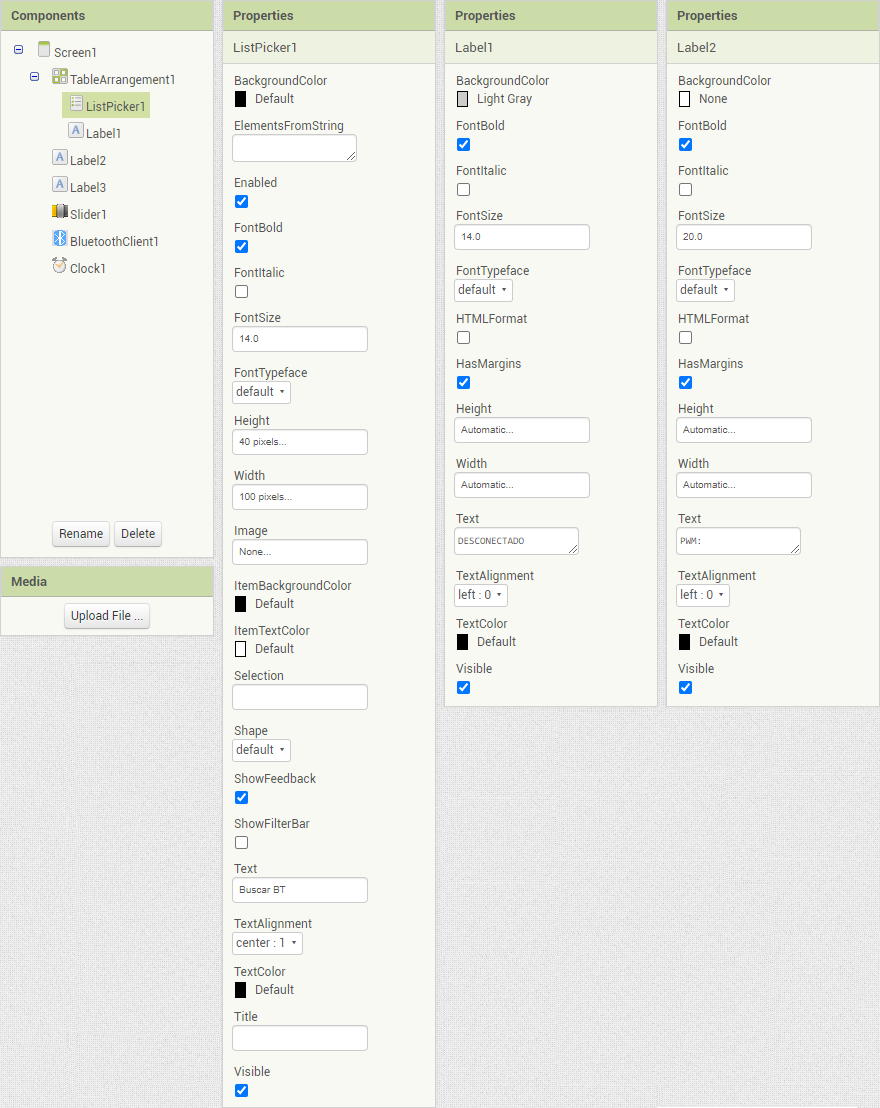 Components
Screen1
TableArrangement1
ListPicker1
Label1
Label2
Label3
Slider1
BluetoothClient1
Clock1
Rename Delete
Media
Upload File ...
Properties
ListPicker1
BackgroundColor
Default
ElementsFromString
Enabled
FontBold
FontItalic
FontSize
14.0
FontTypeface
default
Height
40 pixels...
Width
100 pixels...
Image
None...
ItemBackgroundColor
Default
ItemTextColor
Default
Selection
Shape
default
ShowFeedback
ShowFilterBar
Text
Buscar BT
TextAlignment
center : 1
TextColor
Default
Title
Visible
Properties
Label1
BackgroundColor
Light Gray
FontBold
FontItalic
FontSize
14.0
FontTypeface
default
HTMLFormat
HasMargins
Height
Automatic...
Width
Automatic...
Text
DESCONECTADO
TextAlignment
left : 0
TextColor
Default
Visible
Properties
Label2
BackgroundColor
None
FontBold
FontItalic
FontSize
20.0
FontTypeface
default
HTMLFormat
HasMargins
Height
Automatic...
Width
Automatic...
Text
PWM:
TextAlignment
left : 0
TextColor
Default
Visible